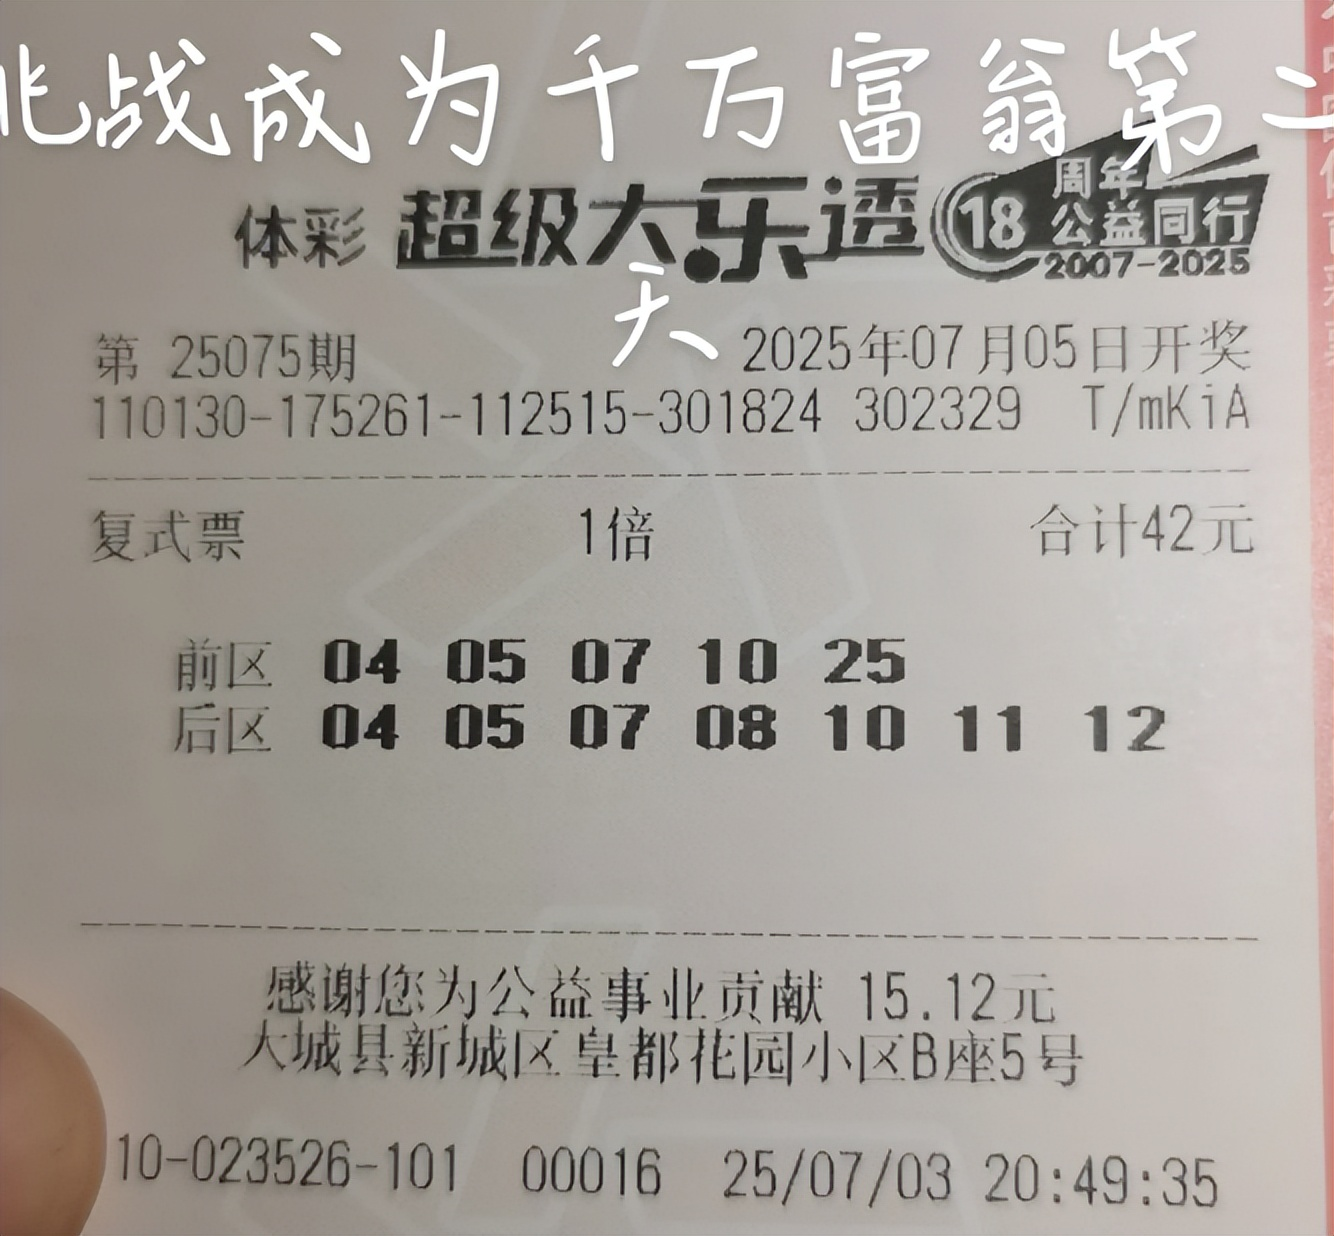 挑战成为千万富翁第二
天
体彩 超级大乐透 18 周年公益同行 2007-2025
第 25075期 2025年07月05日开奖
110130-175261-112515-301824 302329 T/mKiA
复式票 1倍 合计42元
前区 04 05 07 10 25
后区 04 05 07 08 10 11 12
感谢您为公益事业贡献 15.12元
大城县新城区皇都花园小区B座5号
10-023526-101 00016 25/07/03 20:49:35